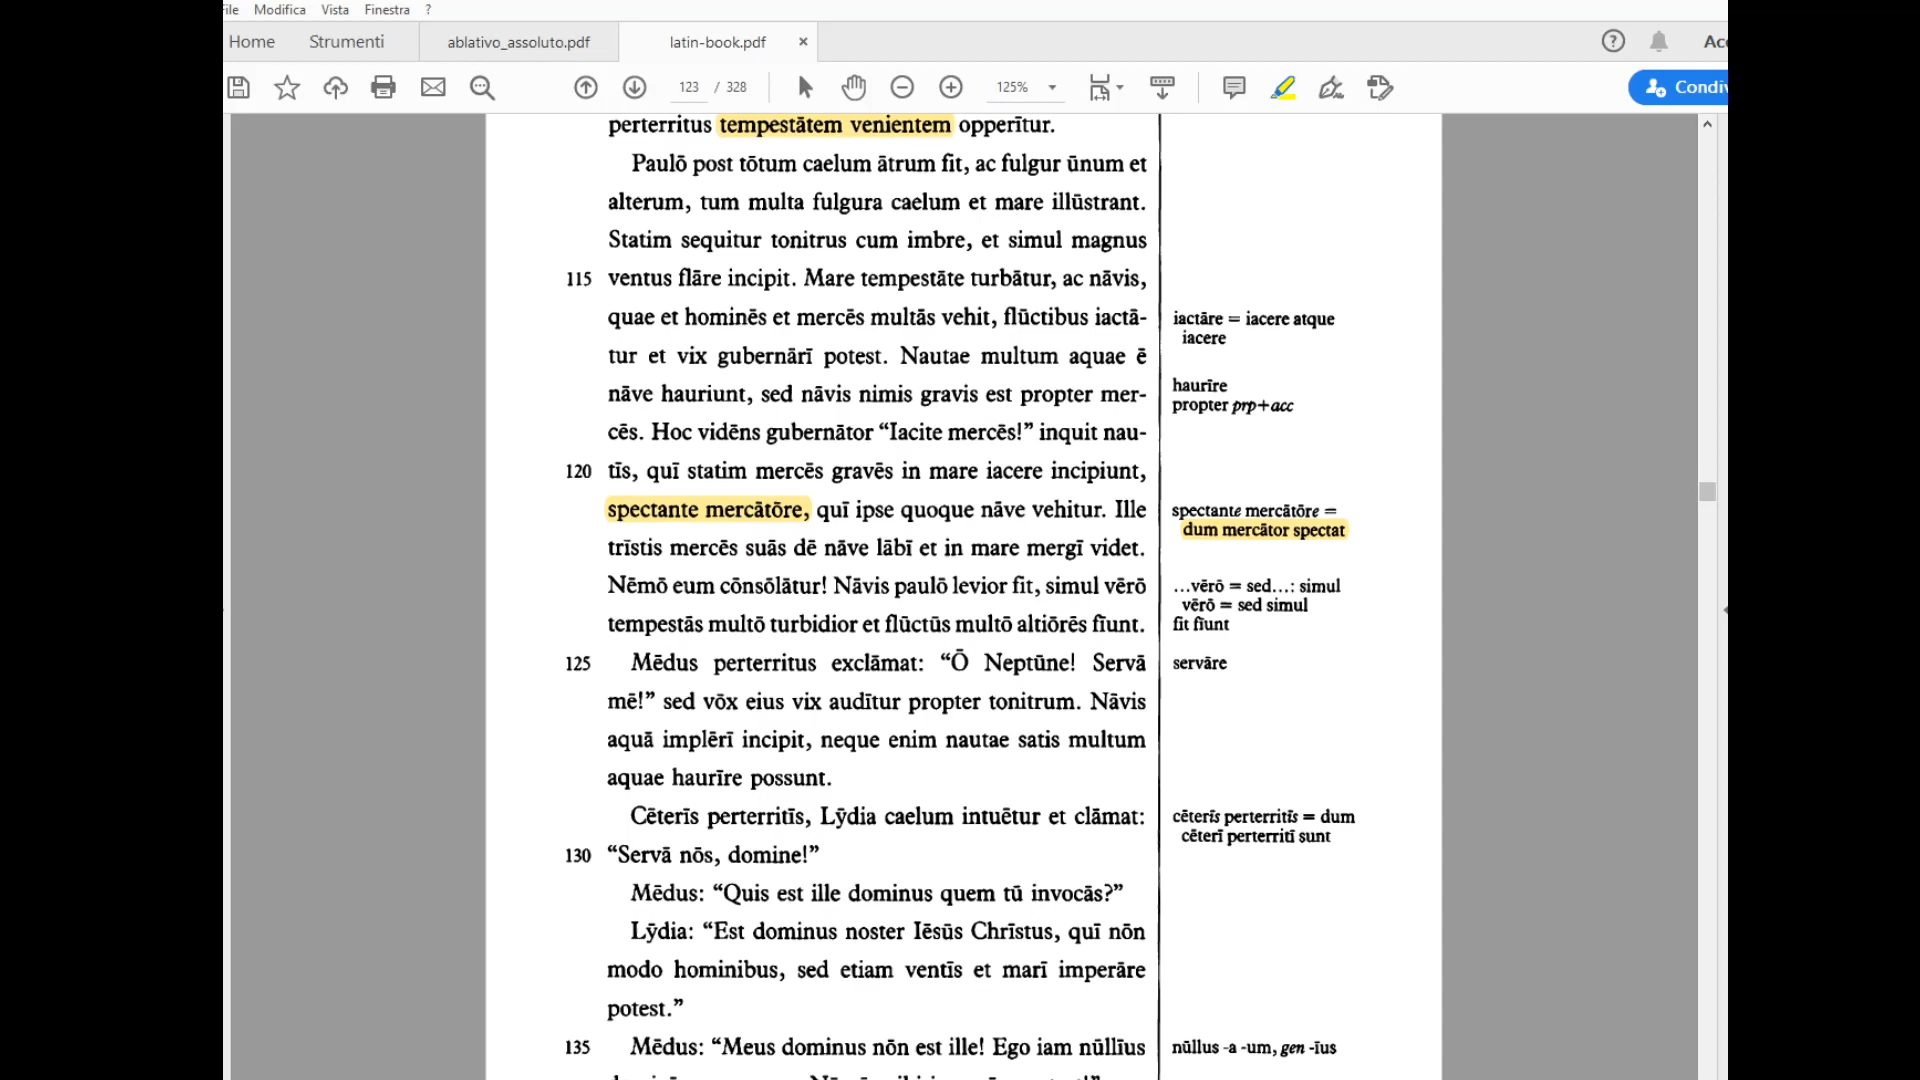 File Modifica Vista Finestra ?
Home Strumenti ablativo_assoluto.pdf latin-book.pdf ×
123 / 328 125%
perterritus tempestātem venientem opperītur.
Paulō post tōtum caelum ātrum fit, ac fulgur ūnum et
alterum, tum multa fulgura caelum et mare illūstrant.
Statim sequitur tonitrus cum imbre, et simul magnus
115 ventus flāre incipit. Mare tempestāte turbātur, ac nāvis,
quae et hominēs et mercēs multās vehit, flūctibus iactā-
tur et vix gubernārī potest. Nautae multum aquae ē
nāve hauriunt, sed nāvis nimis gravis est propter mer-
cēs. Hoc vidēns gubernātor “Iacite mercēs!” inquit nau-
120 tīs, quī statim mercēs gravēs in mare iacere incipiunt,
spectante mercātōre, quī ipse quoque nāve vehitur. Ille
trīstis mercēs suās dē nāve lābī et in mare mergī videt.
Nēmō eum cōnsōlātur! Nāvis paulō levior fit, simul vērō
tempestās multō turbidior et flūctūs multō altiōrēs fīunt.
125 Mēdus perterritus exclāmat: “Ō Neptūne! Servā
mē!” sed vōx eius vix audītur propter tonitrum. Nāvis
aquā implērī incipit, neque enim nautae satis multum
aquae haurīre possunt.
Cēterīs perterritīs, Lȳdia caelum intuētur et clāmat:
130 “Servā nōs, domine!”
Mēdus: “Quis est ille dominus quem tū invocās?”
Lȳdia: “Est dominus noster Iēsūs Chrīstus, quī nōn
modo hominibus, sed etiam ventīs et marī imperāre
potest.”
135 Mēdus: “Meus dominus nōn est ille! Ego iam nūllīus
iactāre = iacere atque
iacere
haurīre
propter prp+acc
spectante mercātōre =
dum mercātor spectat
...vērō = sed...: simul
vērō = sed simul
fit fīunt
servāre
cēterīs perterritīs = dum
cēterī perterritī sunt
nūllus -a -um, gen -īus